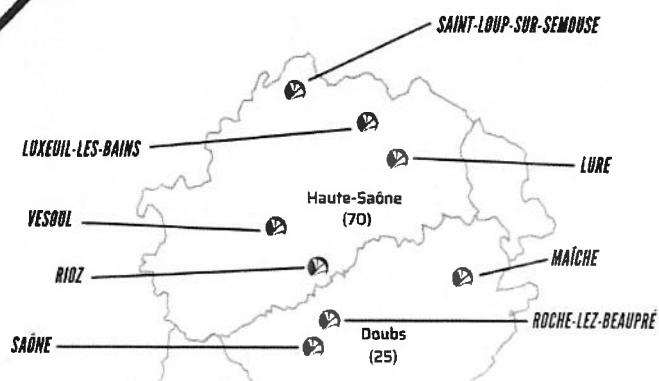 SAINT-LOUP-SUR-SEMOUSE
LUXEUIL-LES-BAINS
LURE
Haute-Saône
(70)
VESOUL
MAÎCHE
RIOZ
ROCHE-LEZ-BEAUPRÉ
Doubs
(25)
SAÔNE